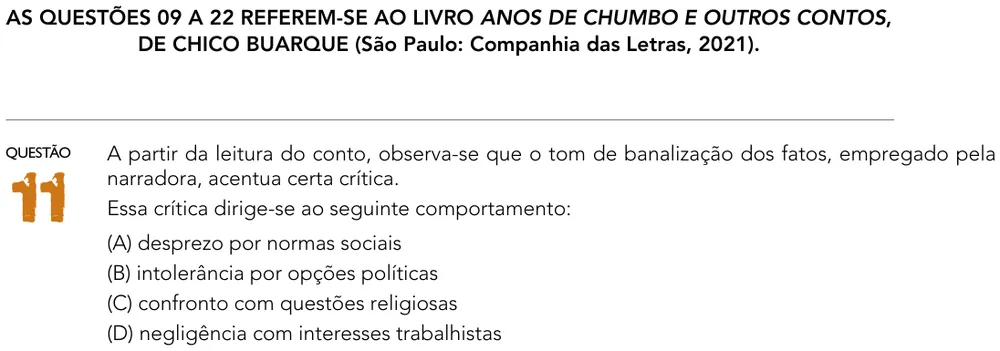 AS QUESTÕES 09 A 22 REFEREM-SE AO LIVRO ANOS DE CHUMBO E OUTROS CONTOS,
DE CHICO BUARQUE (São Paulo: Companhia das Letras, 2021).
QUESTÃO
11
A partir da leitura do conto, observa-se que o tom de banalização dos fatos, empregado pela
narradora, acentua certa crítica.
Essa crítica dirige-se ao seguinte comportamento:
(A) desprezo por normas sociais
(B) intolerância por opções políticas
(C) confronto com questões religiosas
(D) negligência com interesses trabalhistas